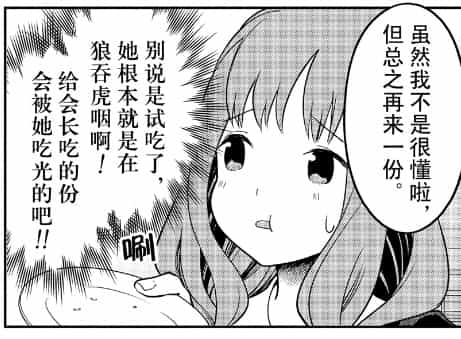 虽然我不是很懂啦，
但总之再来一份。
别说是试吃了，
她根本就是在
狼吞虎咽啊！
给会长吃的份
会被她吃光的吧!!
唰